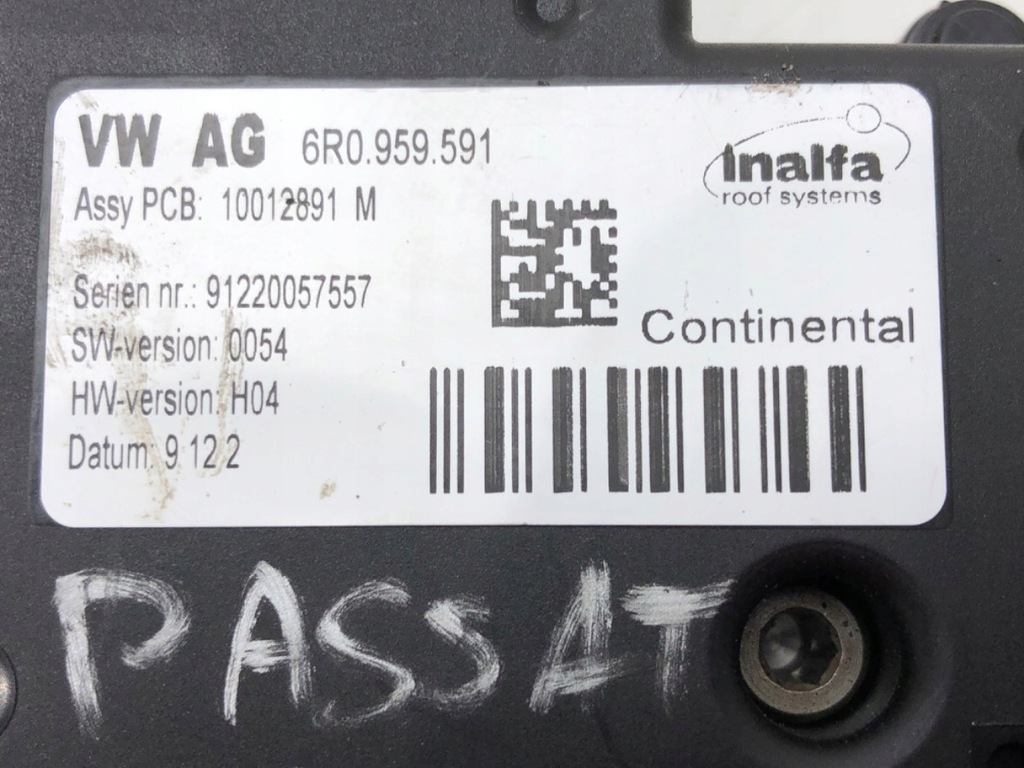 VW AG 6R0.959.591
Inalfa
roof systems
Assy PCB: 10012891 M
Serien nr.: 91220057557
Continental
SW-version: 0054
HW-version: H04
Datum: 9 12 2
PASSAT